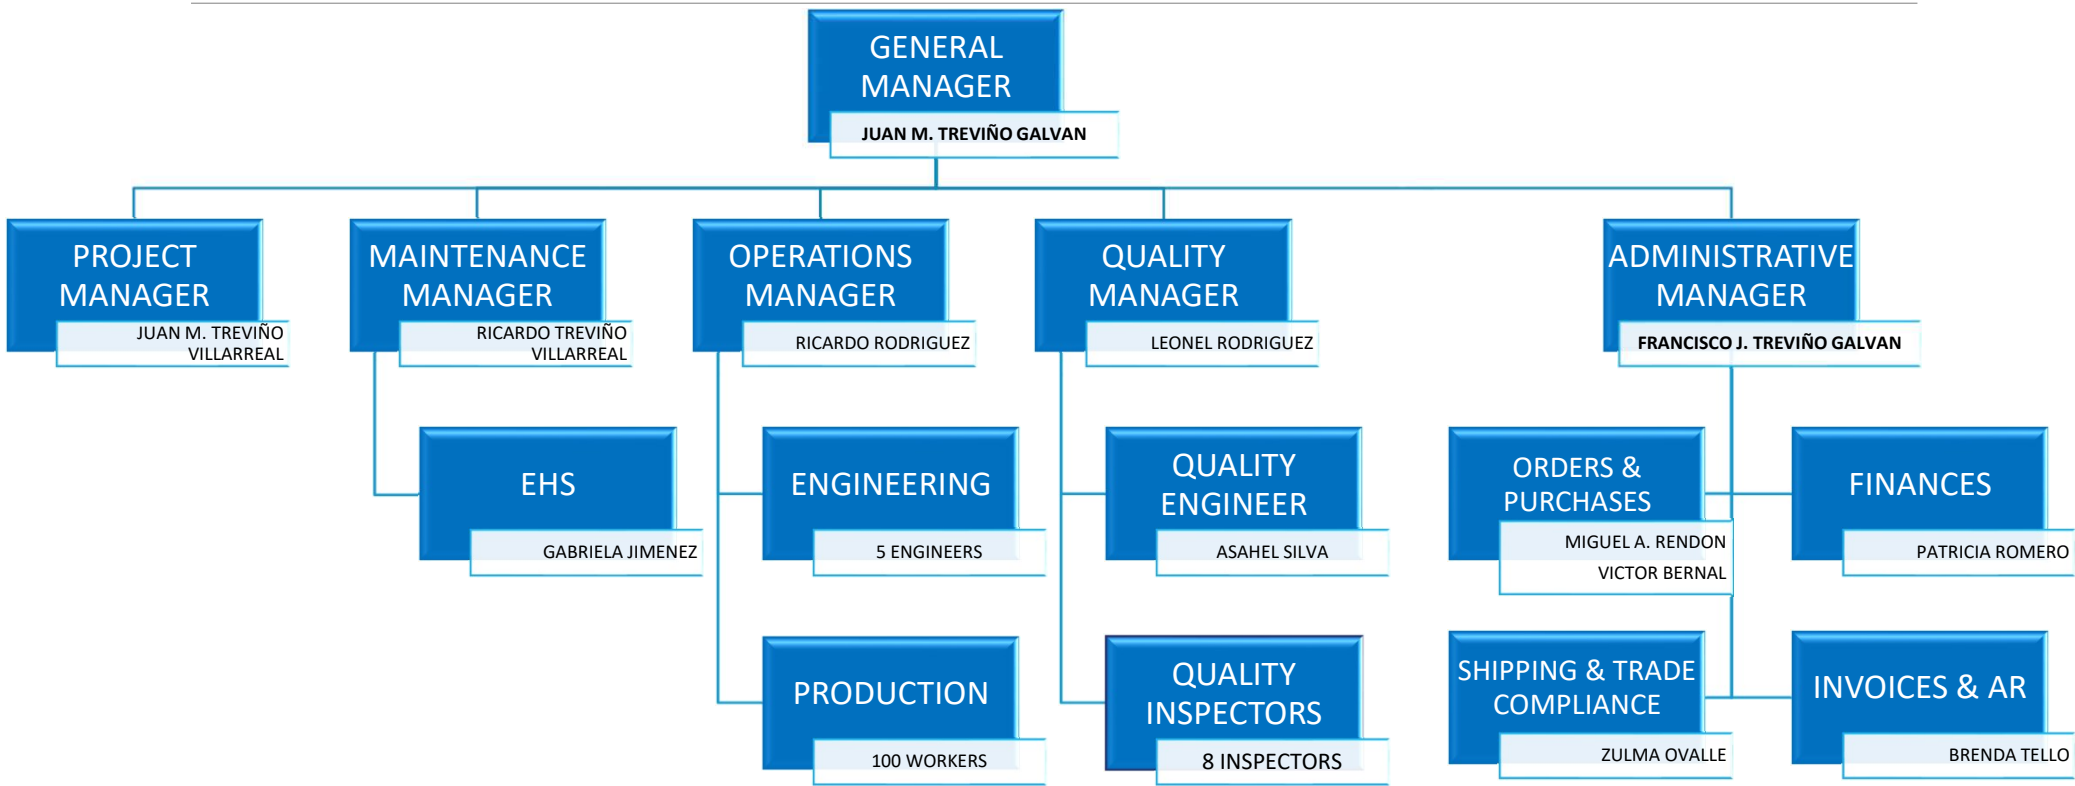 GENERAL
MANAGER
JUAN M. TREVIÑO GALVAN
PROJECT
MANAGER
JUAN M. TREVIÑO
VILLARREAL
MAINTENANCE
MANAGER
RICARDO TREVIÑO
VILLARREAL
OPERATIONS
MANAGER
RICARDO RODRIGUEZ
QUALITY
MANAGER
LEONEL RODRIGUEZ
ADMINISTRATIVE
MANAGER
FRANCISCO J. TREVIÑO GALVAN
EHS
GABRIELA JIMENEZ
ENGINEERING
5 ENGINEERS
QUALITY
ENGINEER
ASAHEL SILVA
ORDERS &
PURCHASES
MIGUEL A. RENDON
VICTOR BERNAL
FINANCES
PATRICIA ROMERO
PRODUCTION
100 WORKERS
QUALITY
INSPECTORS
8 INSPECTORS
SHIPPING & TRADE
COMPLIANCE
ZULMA OVALLE
INVOICES & AR
BRENDA TELLO